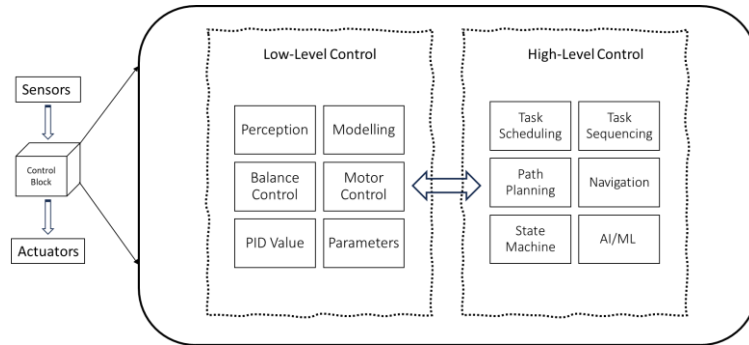 Sensors
Control
Block
Actuators
Low-Level Control
Perception
Modelling
Balance
Control
Motor
Control
PID Value
Parameters
High-Level Control
Task
Scheduling
Task
Sequencing
Path
Planning
Navigation
State
Machine
AI/ML